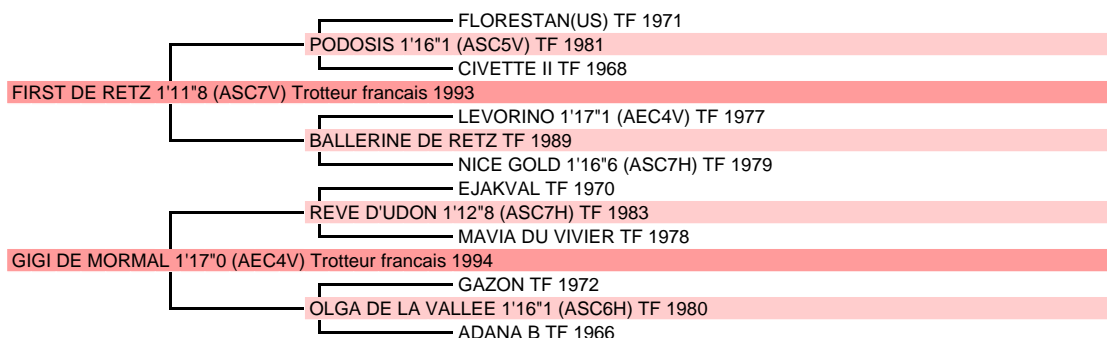 FLORESTAN(US) TF 1971
PODOSIS 1'16"1 (ASC5V) TF 1981
CIVETTE II TF 1968
FIRST DE RETZ 1'11"8 (ASC7V) Trotteur francais 1993
LEVORINO 1'17"1 (AEC4V) TF 1977
BALLERINE DE RETZ TF 1989
NICE GOLD 1'16"6 (ASC7H) TF 1979
EJAKVAL TF 1970
REVE D'UDON 1'12"8 (ASC7H) TF 1983
MAVIA DU VIVIER TF 1978
GIGI DE MORMAL 1'17"0 (AEC4V) Trotteur francais 1994
GAZON TF 1972
OLGA DE LA VALLEE 1'16"1 (ASC6H) TF 1980
ADANA B TF 1966